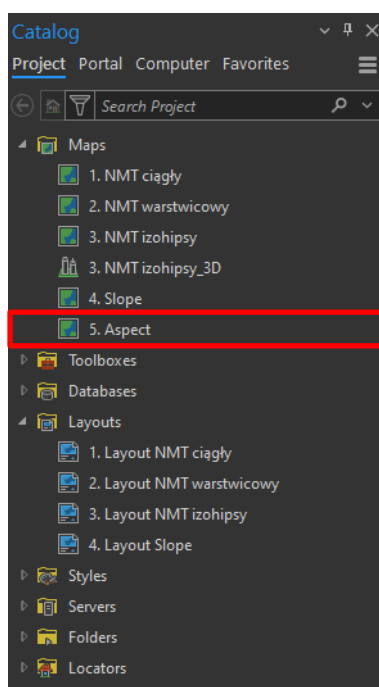 Catalog
Project Portal Computer Favorites
Search Project
Maps
1. NMT ciągły
2. NMT warstwicowy
3. NMT izohipsy
3. NMT izohipsy_3D
4. Slope
5. Aspect
Toolboxes
Databases
Layouts
1. Layout NMT ciągły
2. Layout NMT warstwicowy
3. Layout NMT izohipsy
4. Layout Slope
Styles
Servers
Folders
Locators